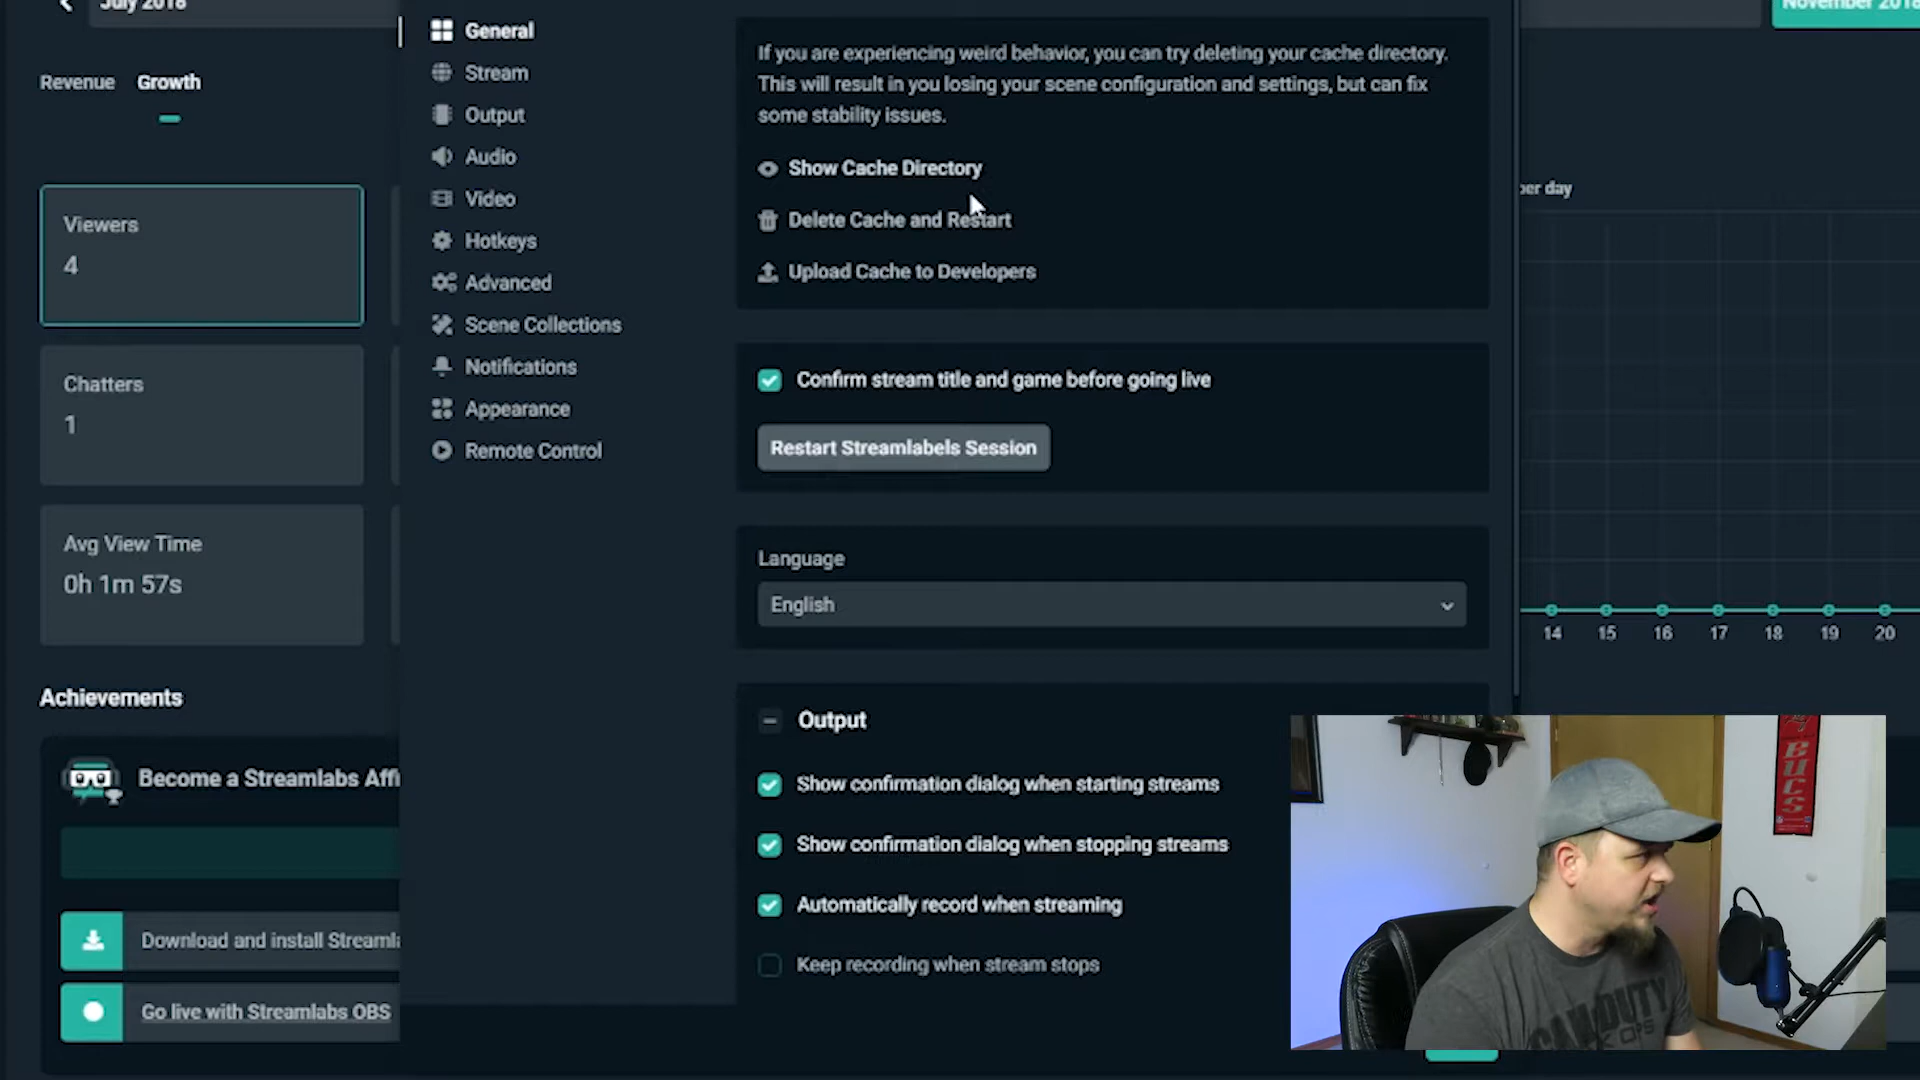 July 2018
November 2018
Revenue
Growth
Viewers
4
Chatters
1
Avg View Time
0h 1m 57s
Achievements
Become a Streamlabs Affi
Download and install Streamla
Go live with Streamlabs OBS
General
Stream
Output
Audio
Video
Hotkeys
Advanced
Scene Collections
Notifications
Appearance
Remote Control
If you are experiencing weird behavior, you can try deleting your cache directory.
This will result in you losing your scene configuration and settings, but can fix
some stability issues.
Show Cache Directory
Delete Cache and Restart
Upload Cache to Developers
Confirm stream title and game before going live
Restart Streamlabels Session
Language
English
Output
Show confirmation dialog when starting streams
Show confirmation dialog when stopping streams
Automatically record when streaming
Keep recording when stream stops
per day
14 15 16 17 18 19 20
BUCS